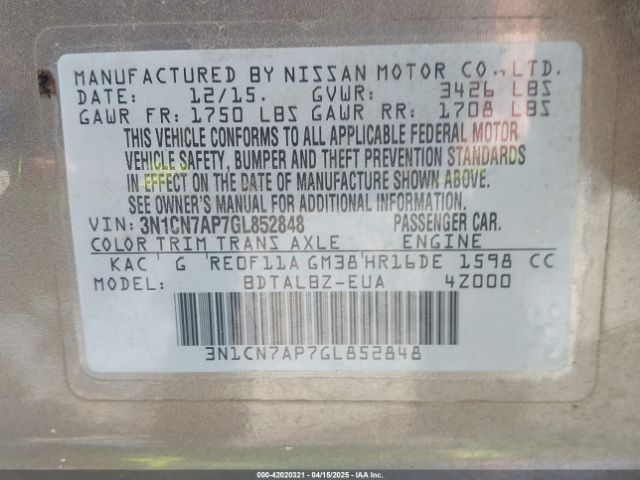 MANUFACTURED BY NISSAN MOTOR CO., LTD.
DATE: 12/15. GVWR: 3426 LBS
GAWR FR: 1750 LBS GAWR RR: 1708 LBS
THIS VEHICLE CONFORMS TO ALL APPLICABLE FEDERAL MOTOR
VEHICLE SAFETY, BUMPER AND THEFT PREVENTION STANDARDS
IN EFFECT ON THE DATE OF MANUFACTURE SHOWN ABOVE.
SEE OWNER'S MANUAL FOR ADDITIONAL INFORMATION.
VIN: 3N1CN7AP7GL852848 PASSENGER CAR.
COLOR TRIM TRANS AXLE ENGINE
KAC G RE0F11A GM38 HR16DE 1598 CC
MODEL: BDTALBZ-EUA 4Z000
3N1CN7AP7GL852848
000-42020321 - 04/15/2025 - IAA, Inc.